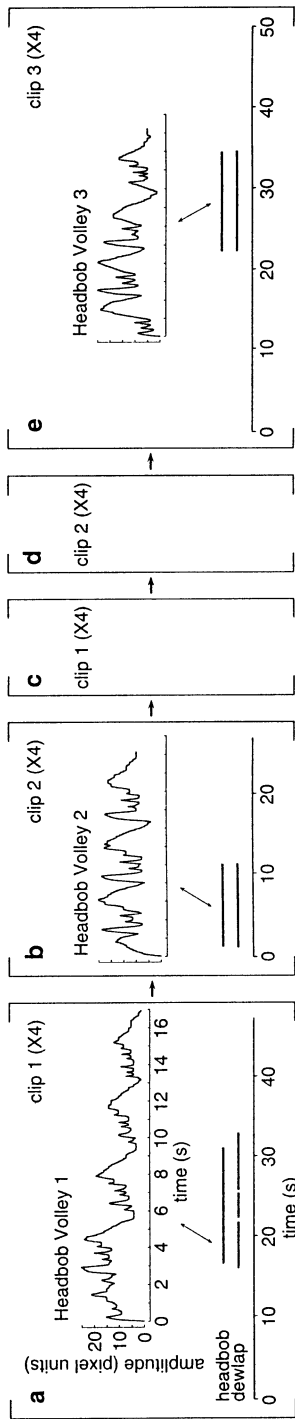 a
clip 1 (X4)
Headbob Volley 1
amplitude (pixel units)
20
10
0
0 2 4 6 8 10 12 14 16
time (s)
headbob
dewlap
0 10 20 30 40
time (s)
b
clip 2 (X4)
Headbob Volley 2
0 10 20
c
clip 1 (X4)
d
clip 2 (X4)
e
clip 3 (X4)
Headbob Volley 3
0 10 20 30 40 50